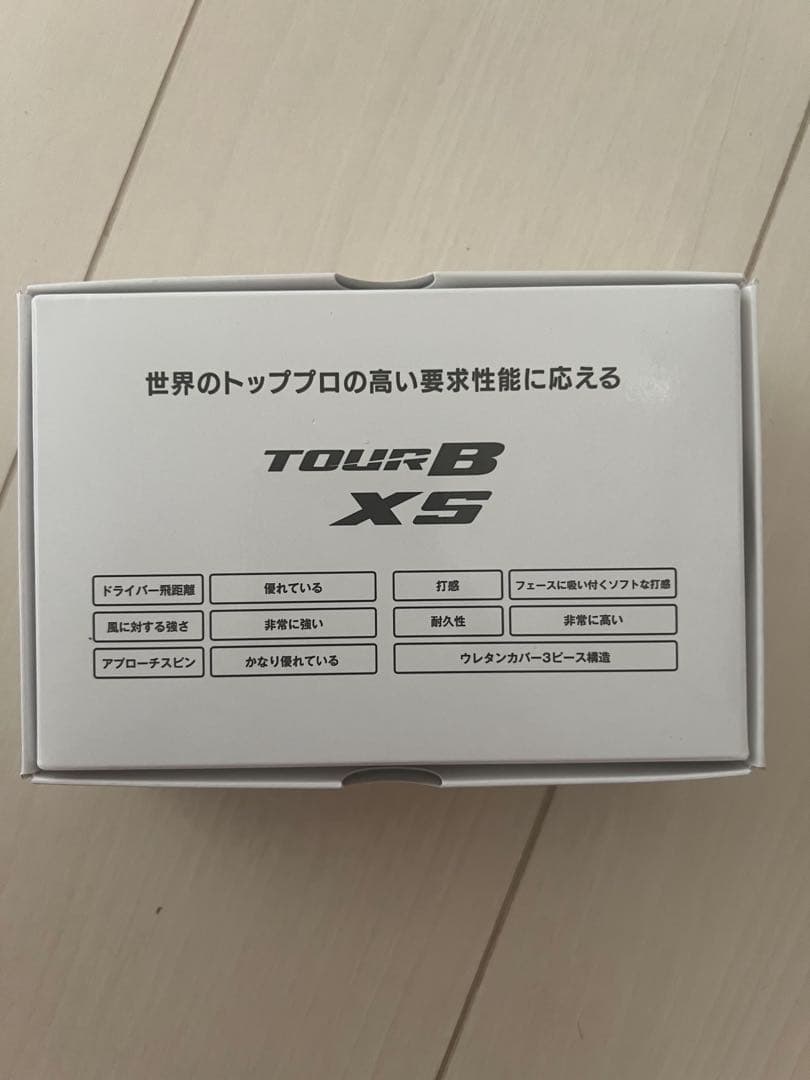 世界のトッププロの高い要求性能に応える
TOUR B
XS
ドライバー飛距離 優れている
風に対する強さ 非常に強い
アプローチスピン かなり優れている
打感 フェースに吸い付くソフトな打感
耐久性 非常に高い
ウレタンカバー3ピース構造